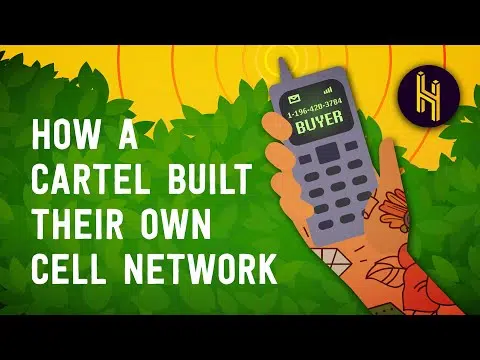 HOW A
CARTEL BUILT
THEIR OWN
CELL NETWORK
1-196-420-3784
BUYER
H